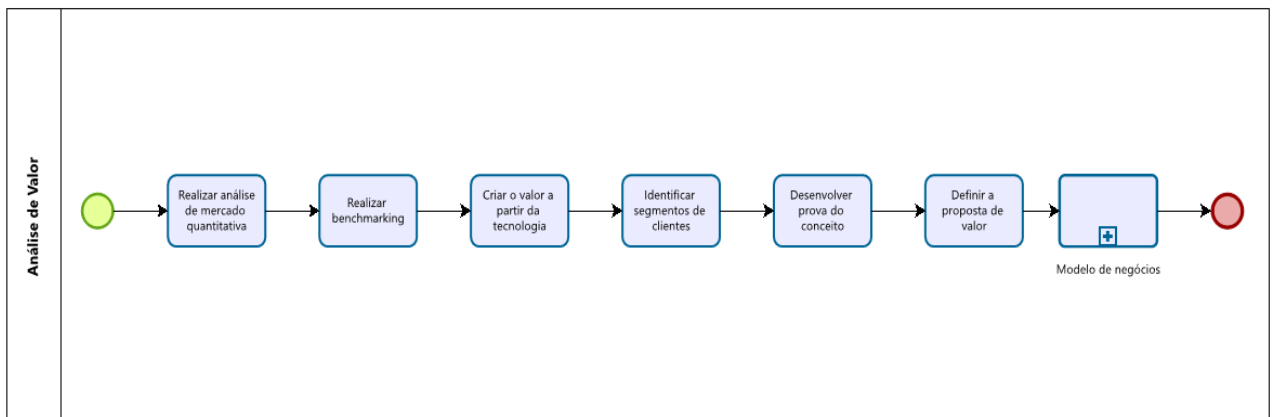 Análise de Valor
Realizar análise
de mercado
quantitativa
Realizar
benchmarking
Criar o valor a
partir da
tecnologia
Identificar
segmentos de
clientes
Desenvolver
prova do
conceito
Definir a
proposta de
valor
Modelo de negócios